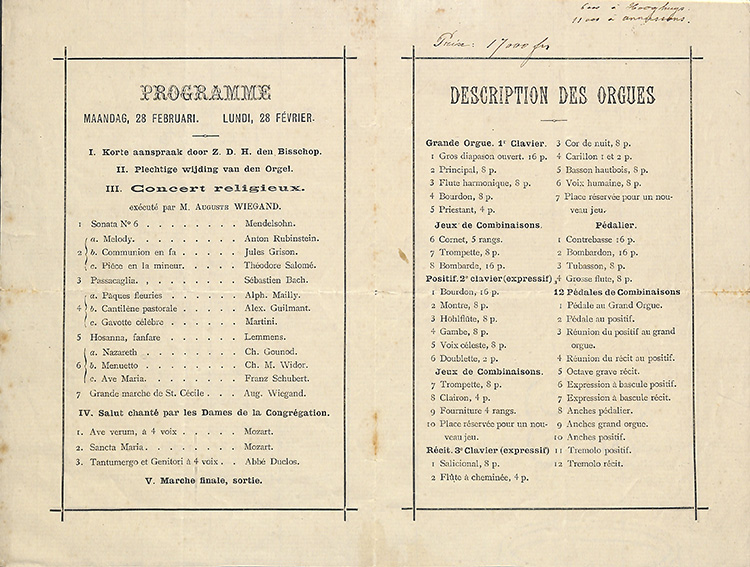 6000 à Hooghuys.
11000 à annessens.
Preise: 17000 frs
PROGRAMME
MAANDAG, 28 FEBRUARI. LUNDI, 28 FÉVRIER.
I. Korte aanspraak door Z. D. H. den Bisschop.
II. Plechtige wijding van den Orgel.
III. Concert religieux.
exécuté par M. AUGUSTE WIEGAND.
1 Sonata Nº 6 . . . . . . . . Mendelsohn.
a. Melody. . . . . . . . . Anton Rubinstein.
2 b. Communion en fa . . . . . Jules Grison.
c. Pièce en la mineur. . . . . Théodore Salomé.
3 Passacaglia. . . . . . . . . Sébastien Bach.
a. Pàques fleuries . . . . . . Alph. Mailly.
4 b. Cantilène pastorale . . . . Alex. Guilmant.
c. Gavotte célèbre . . . . . Martini.
5 Hosanna, fanfare . . . . . . Lemmens.
a. Nazareth . . . . . . . . Ch. Gounod.
6 b. Menuetto . . . . . . . . Ch. M. Widor.
c. Ave Maria. . . . . . . . Franz Schubert.
7 Grande marche de St. Cécile . . . Aug. Wiegand.
IV. Salut chanté par les Dames de la Congrégation.
1. Ave verum, à 4 voix . . . . . Mozart.
2. Sancta Maria. . . . . . . . Mozart.
3. Tantumergo et Genitori à 4 voix . . . Abbé Duclos.
V. Marche finale, sortie.
DESCRIPTION DES ORGUES
Grande Orgue. 1r Clavier.
1 Gros diapason ouvert. 16 p.
2 Principal, 8 p.
3 Flute harmonique, 8 p.
4 Bourdon, 8 p.
5 Priestant, 4 p.
Jeux de Combinaisons.
6 Cornet, 5 rangs.
7 Trompette, 8 p.
8 Bombarde, 16 p.
Positif. 2e clavier (expressif)
1 Bourdon, 16 p.
2 Montre, 8 p.
3 Hôhlflûte, 8 p.
4 Gambe, 8 p.
5 Voix céleste, 8 p.
6 Doublette, 2 p.
Jeux de Combinaisons.
7 Trompette, 8 p.
8 Clairon, 4 p.
9 Fourniture 4 rangs.
10 Place réservée pour un nou-
veau jeu.
Récit. 3e Clavier (expressif)
1 Salicional, 8 p.
2 Flûte à cheminée, 4 p.
3 Cor de nuit, 8 p.
4 Carillon 1 et 2 p.
5 Basson hautbois, 8 p.
6 Voix humaine, 8 p.
7 Place réservée pour un nou-
veau jeu.
Pédalier.
1 Contrebasse 16 p.
2 Bombardon, 16 p.
3 Tubasson, 8 p.
4 Grosse flute, 8 p.
12 Pédales de Combinaisons
1 Pédale au Grand Orgue.
2 Pédale au positif.
3 Réunion du positif au grand
orgue.
4 Réunion du récit au positif.
5 Octave grave récit.
6 Expression à bascule positif.
7 Expression à bascule récit.
8 Anches pédalier.
9 Anches grand orgue.
10 Anches positif.
11 Tremolo positif.
12 Tremolo récit.